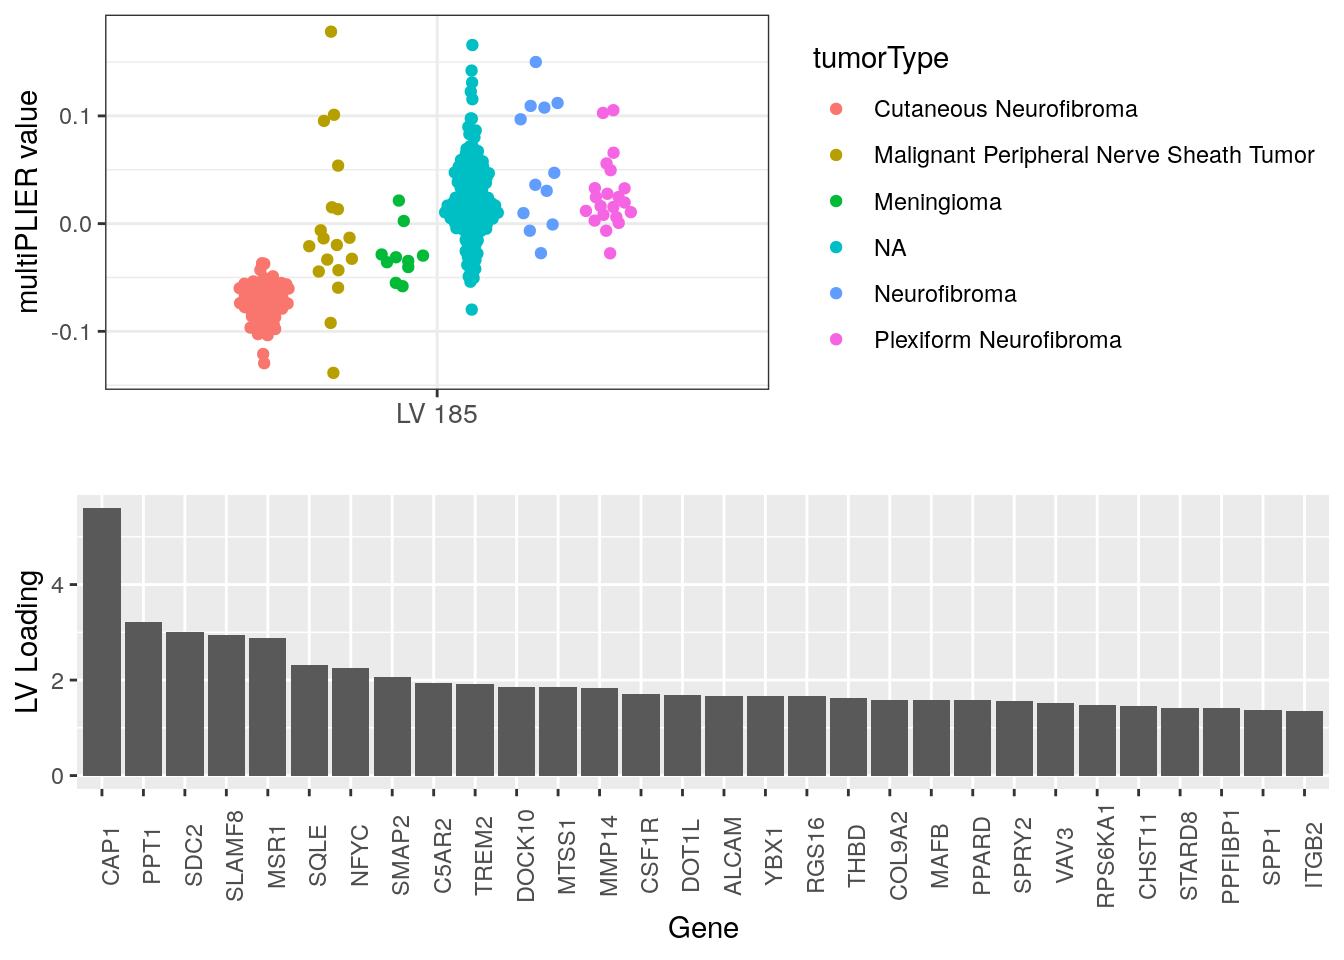 tumorType
Cutaneous Neurofibroma
Malignant Peripheral Nerve Sheath Tumor
Meningioma
NA
Neurofibroma
Plexiform Neurofibroma
multiPLIER value
0.1
0.0
-0.1
LV 185
LV Loading
4
2
0
CAP1
PPT1
SDC2
SLAMF8
MSR1
SQLE
NFYC
SMAP2
C5AR2
TREM2
DOCK10
MTSS1
MMP14
CSF1R
DOT1L
ALCAM
YBX1
RGS16
THBD
COL9A2
MAFB
PPARD
SPRY2
VAV3
RPS6KA1
CHST11
STARD8
PPFIBP1
SPP1
ITGB2
Gene